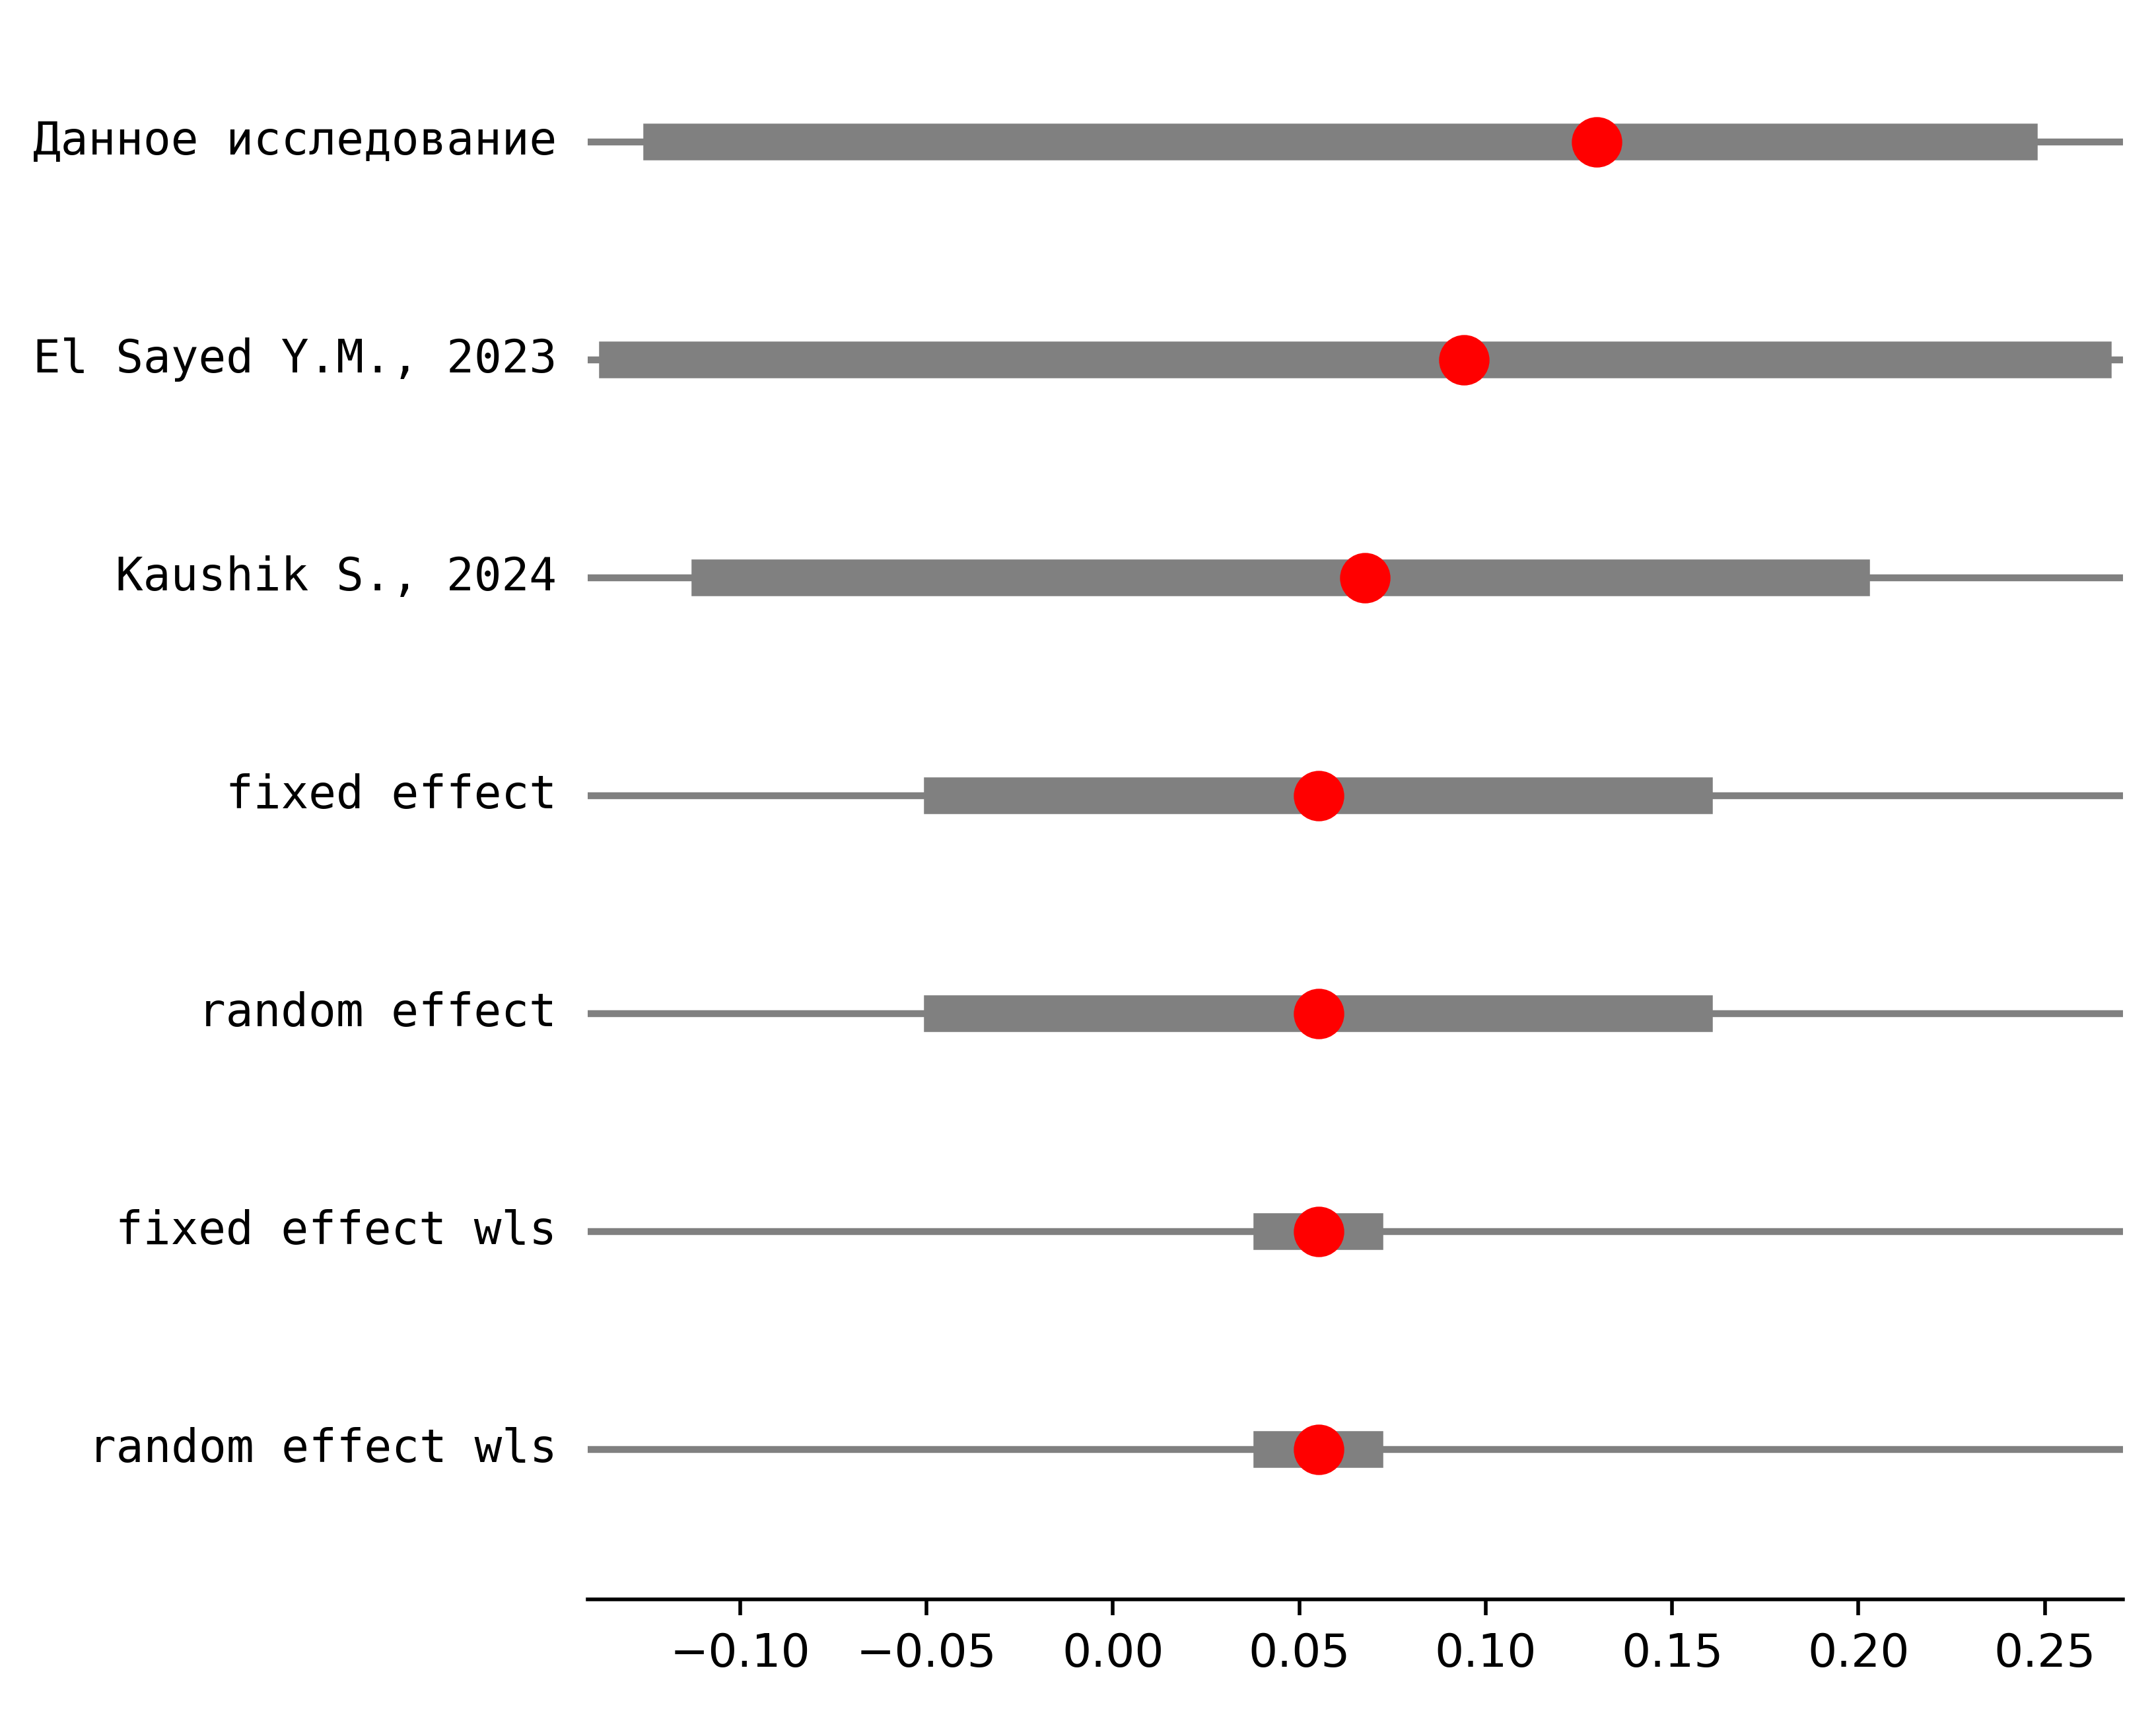 Данное исследование
El Sayed Y.M., 2023
Kaushik S., 2024
fixed effect
random effect
fixed effect wls
random effect wls
−0.10 −0.05 0.00 0.05 0.10 0.15 0.20 0.25